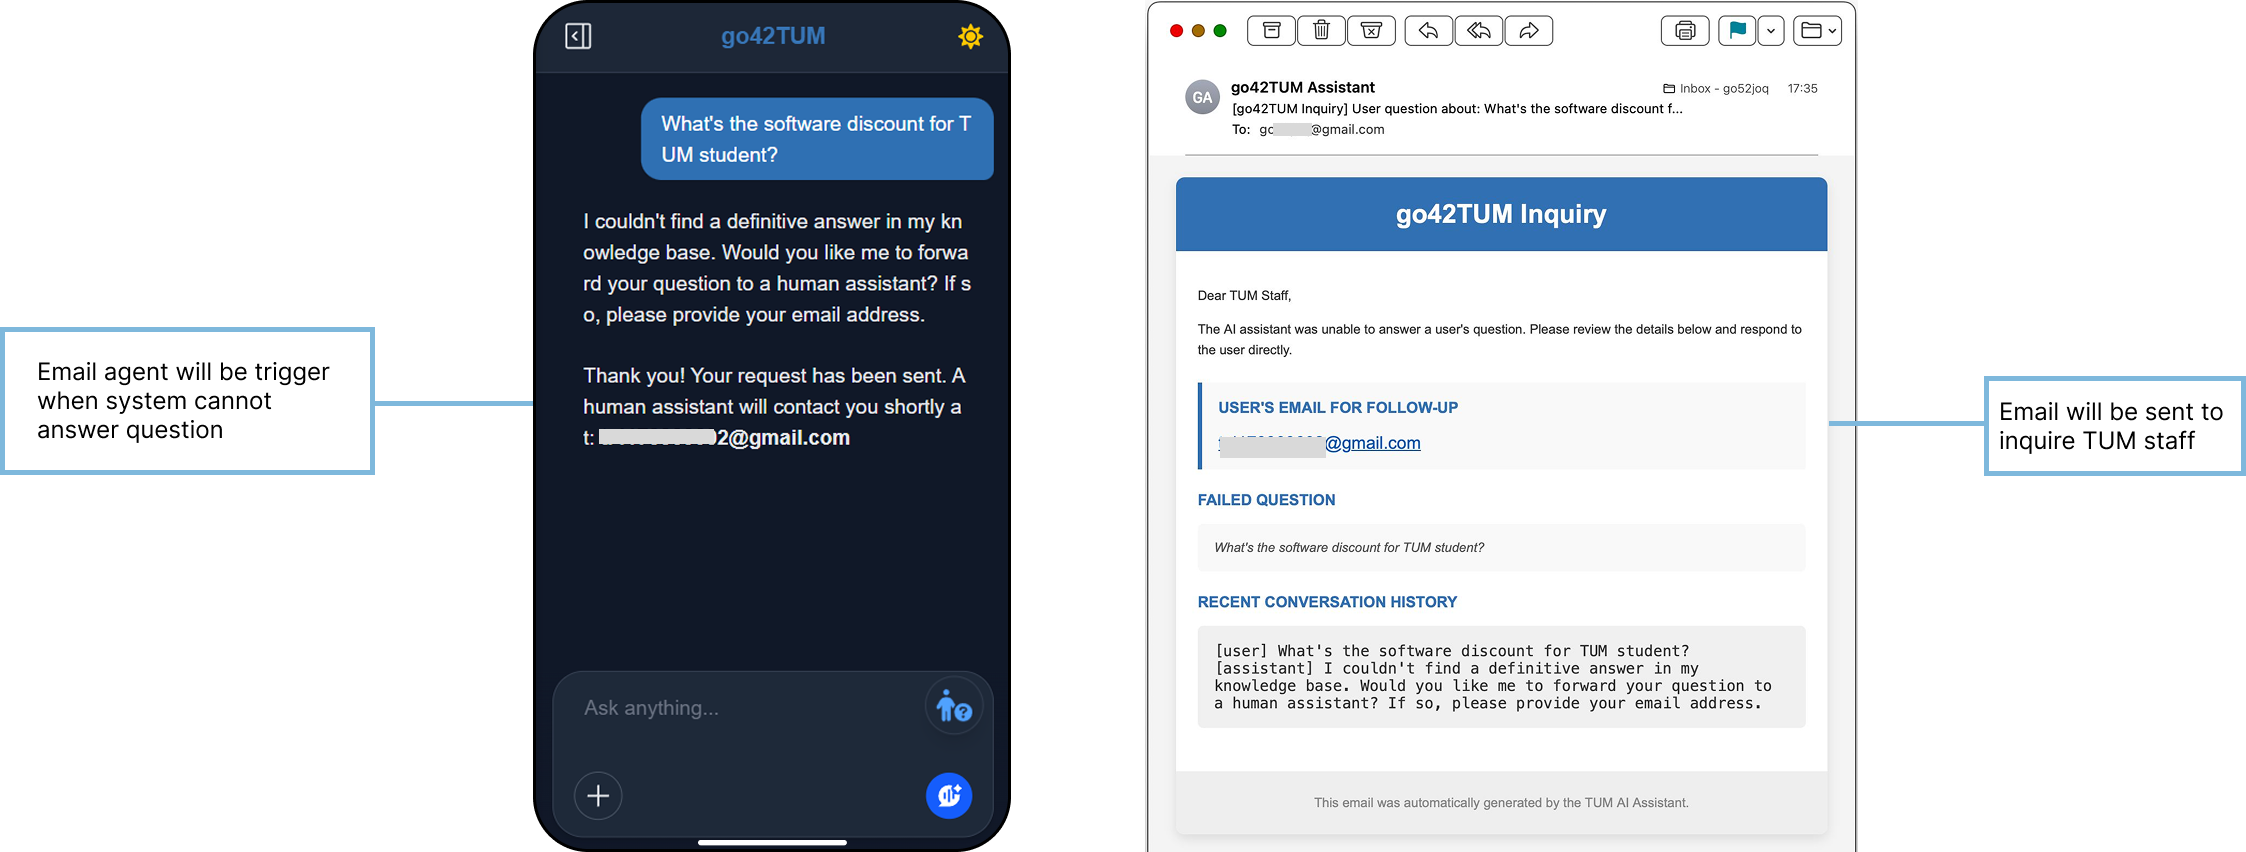 Email agent will be trigger
when system cannot
answer question
go42TUM
What's the software discount for T
UM student?
I couldn't find a definitive answer in my kn
owledge base. Would you like me to forwa
rd your question to a human assistant? If s
o, please provide your email address.
Thank you! Your request has been sent. A
human assistant will contact you shortly a
t: 2@gmail.com
Ask anything...
GA
go42TUM Assistant
Inbox - go52joq 17:35
[go42TUM Inquiry] User question about: What's the software discount f...
To: go @gmail.com
go42TUM Inquiry
Dear TUM Staff,
The AI assistant was unable to answer a user's question. Please review the details below and respond to
the user directly.
USER'S EMAIL FOR FOLLOW-UP
@gmail.com
FAILED QUESTION
What's the software discount for TUM student?
RECENT CONVERSATION HISTORY
[user] What's the software discount for TUM student?
[assistant] I couldn't find a definitive answer in my
knowledge base. Would you like me to forward your question to
a human assistant? If so, please provide your email address.
This email was automatically generated by the TUM AI Assistant.
Email will be sent to
inquire TUM staff